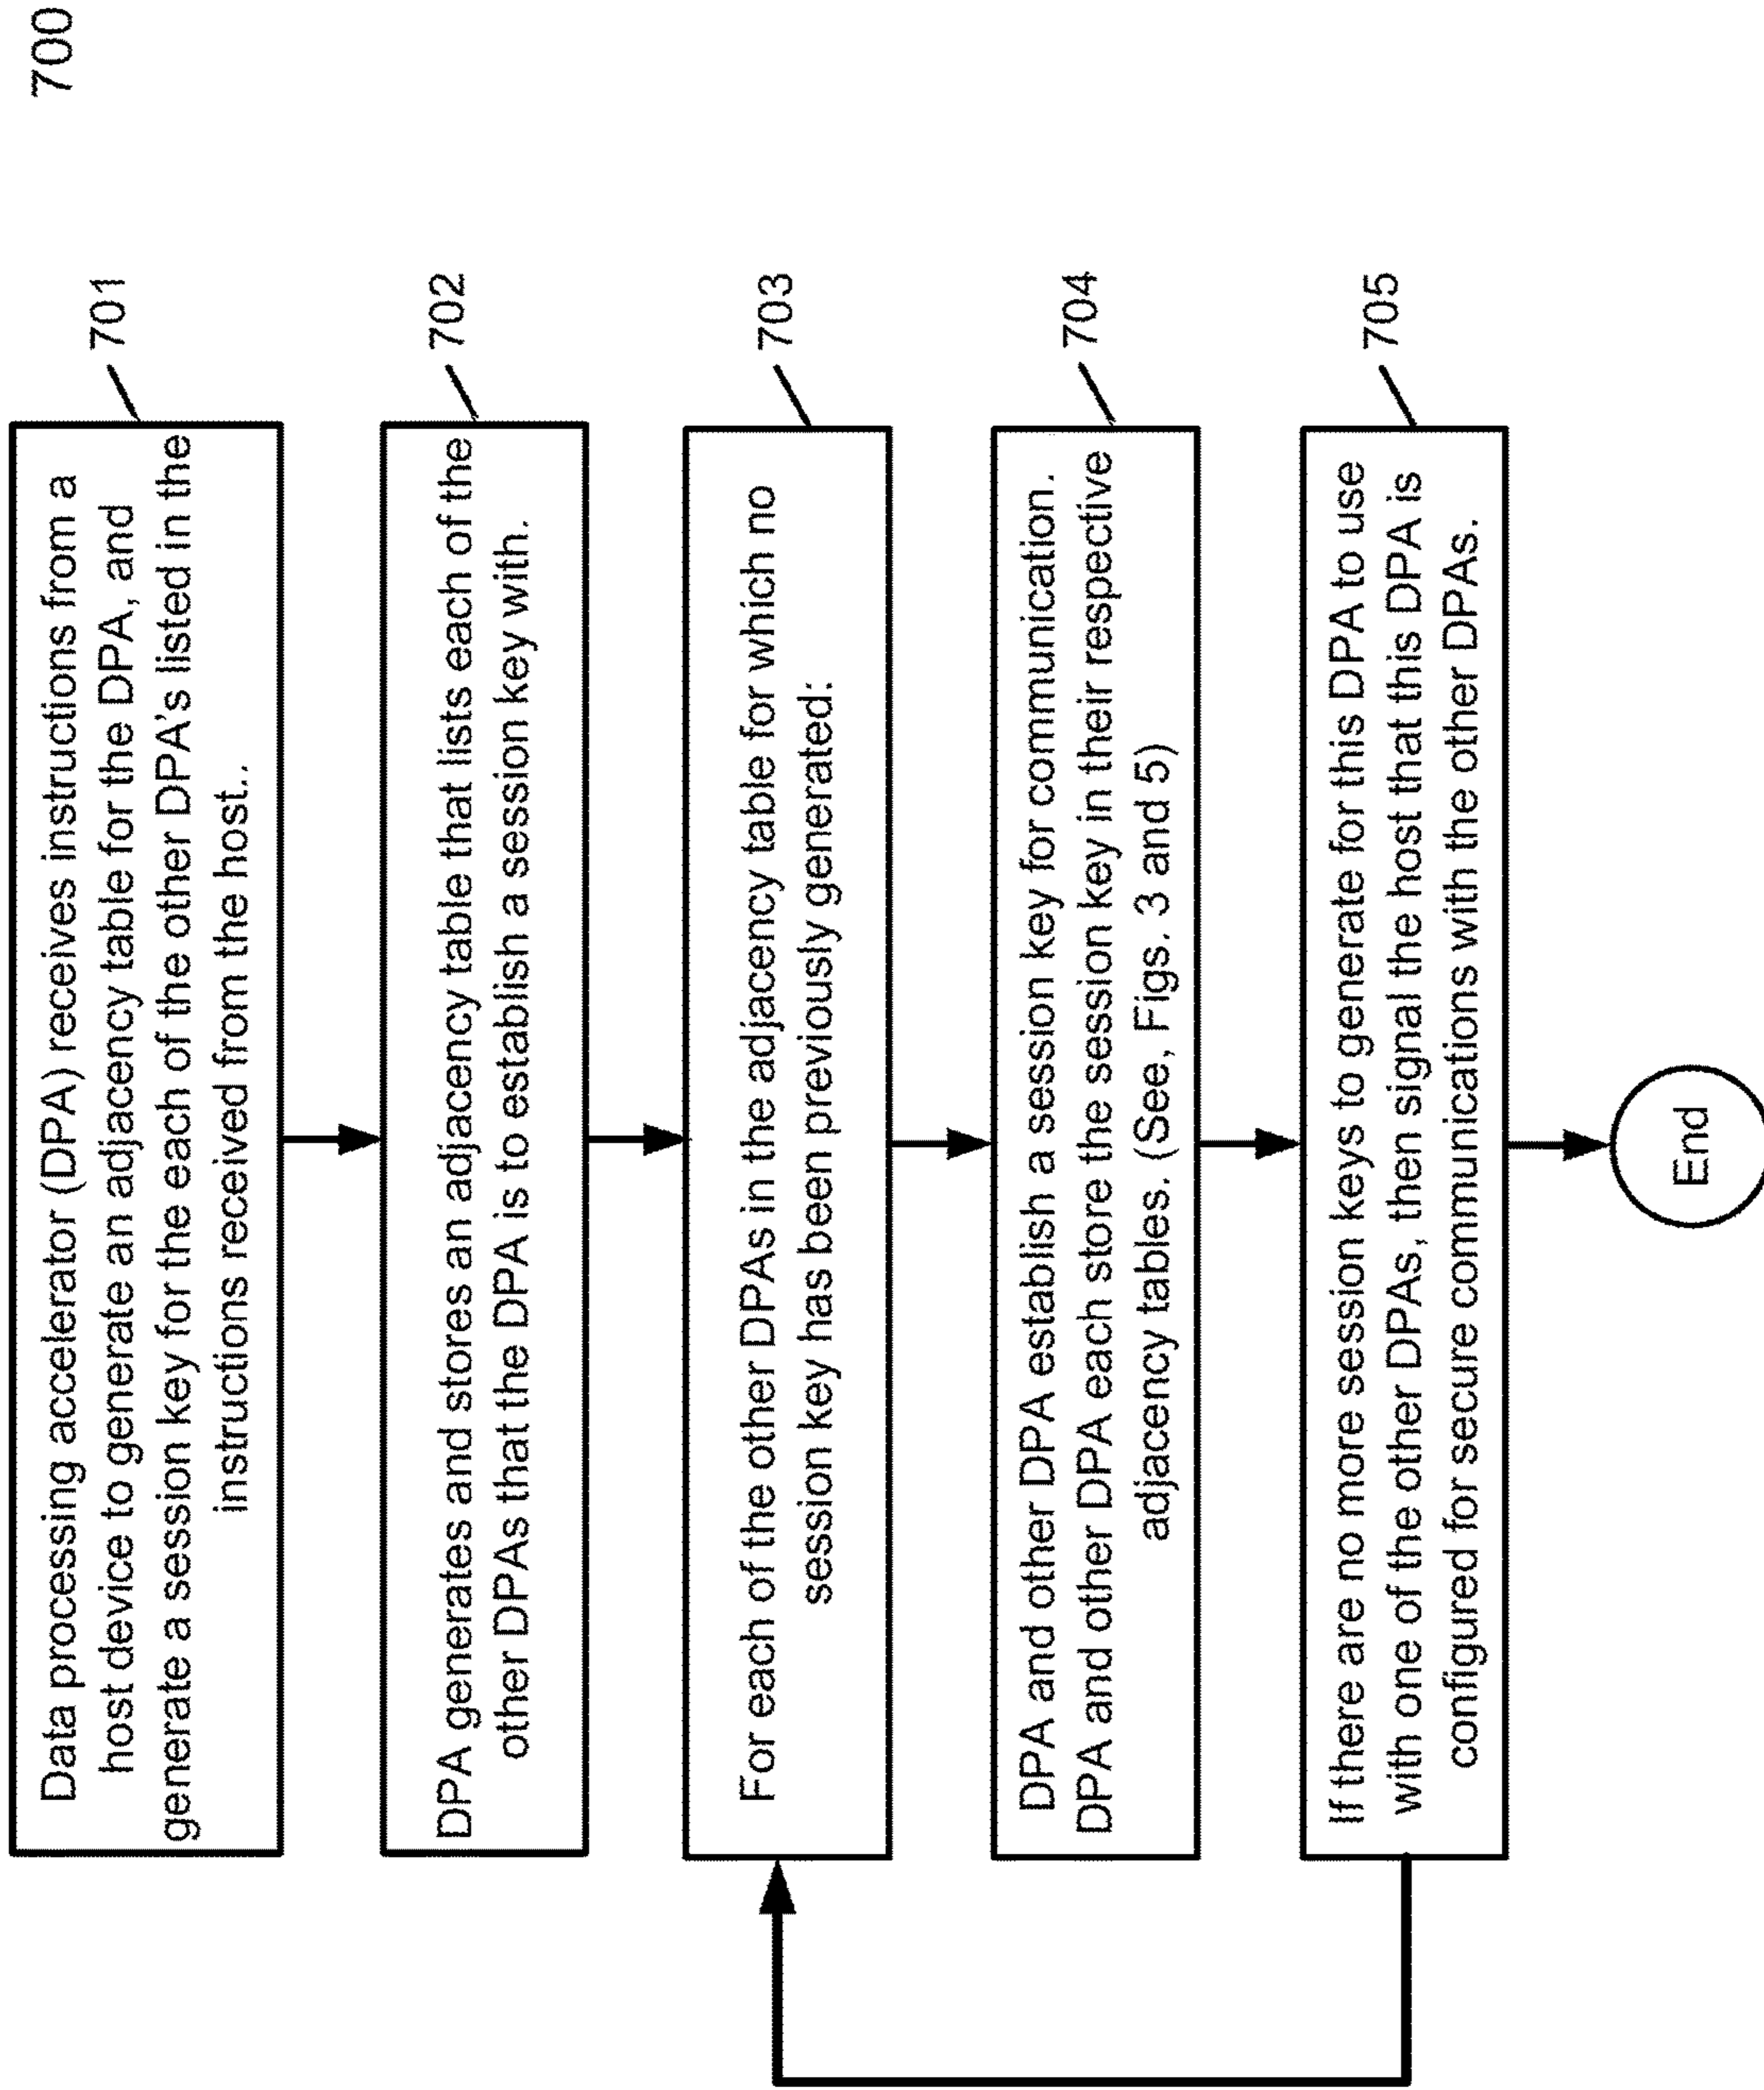 700
Data processing accelerator (DPA) receives instructions from a
host device to generate an adjacency table for the DPA, and
generate a session key for the each of the other DPA's listed in the
instructions received from the host..
701
DPA generates and stores an adjacency table that lists each of the
other DPAs that the DPA is to establish a session key with.
702
For each of the other DPAs in the adjacency table for which no
session key has been previously generated:
703
DPA and other DPA establish a session key for communication.
DPA and other DPA each store the session key in their respective
adjacency tables. (See, Figs. 3 and 5)
704
If there are no more session keys to generate for this DPA to use
with one of the other DPAs, then signal the host that this DPA is
configured for secure communications with the other DPAs.
705
End